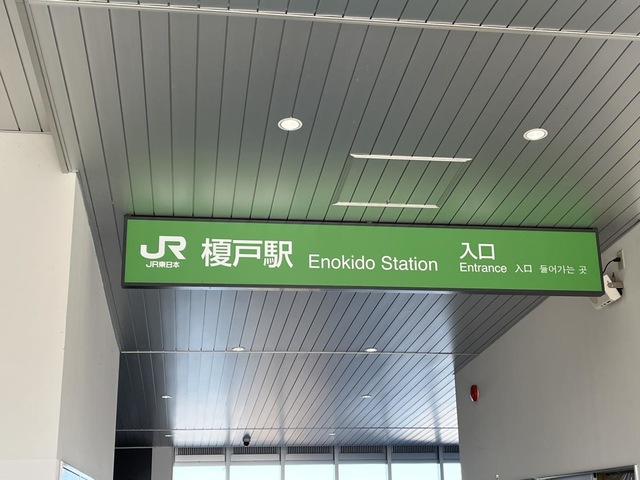 JR
JR東日本
榎戸駅 Enokido Station
入口
Entrance 入口 들어가는 곳